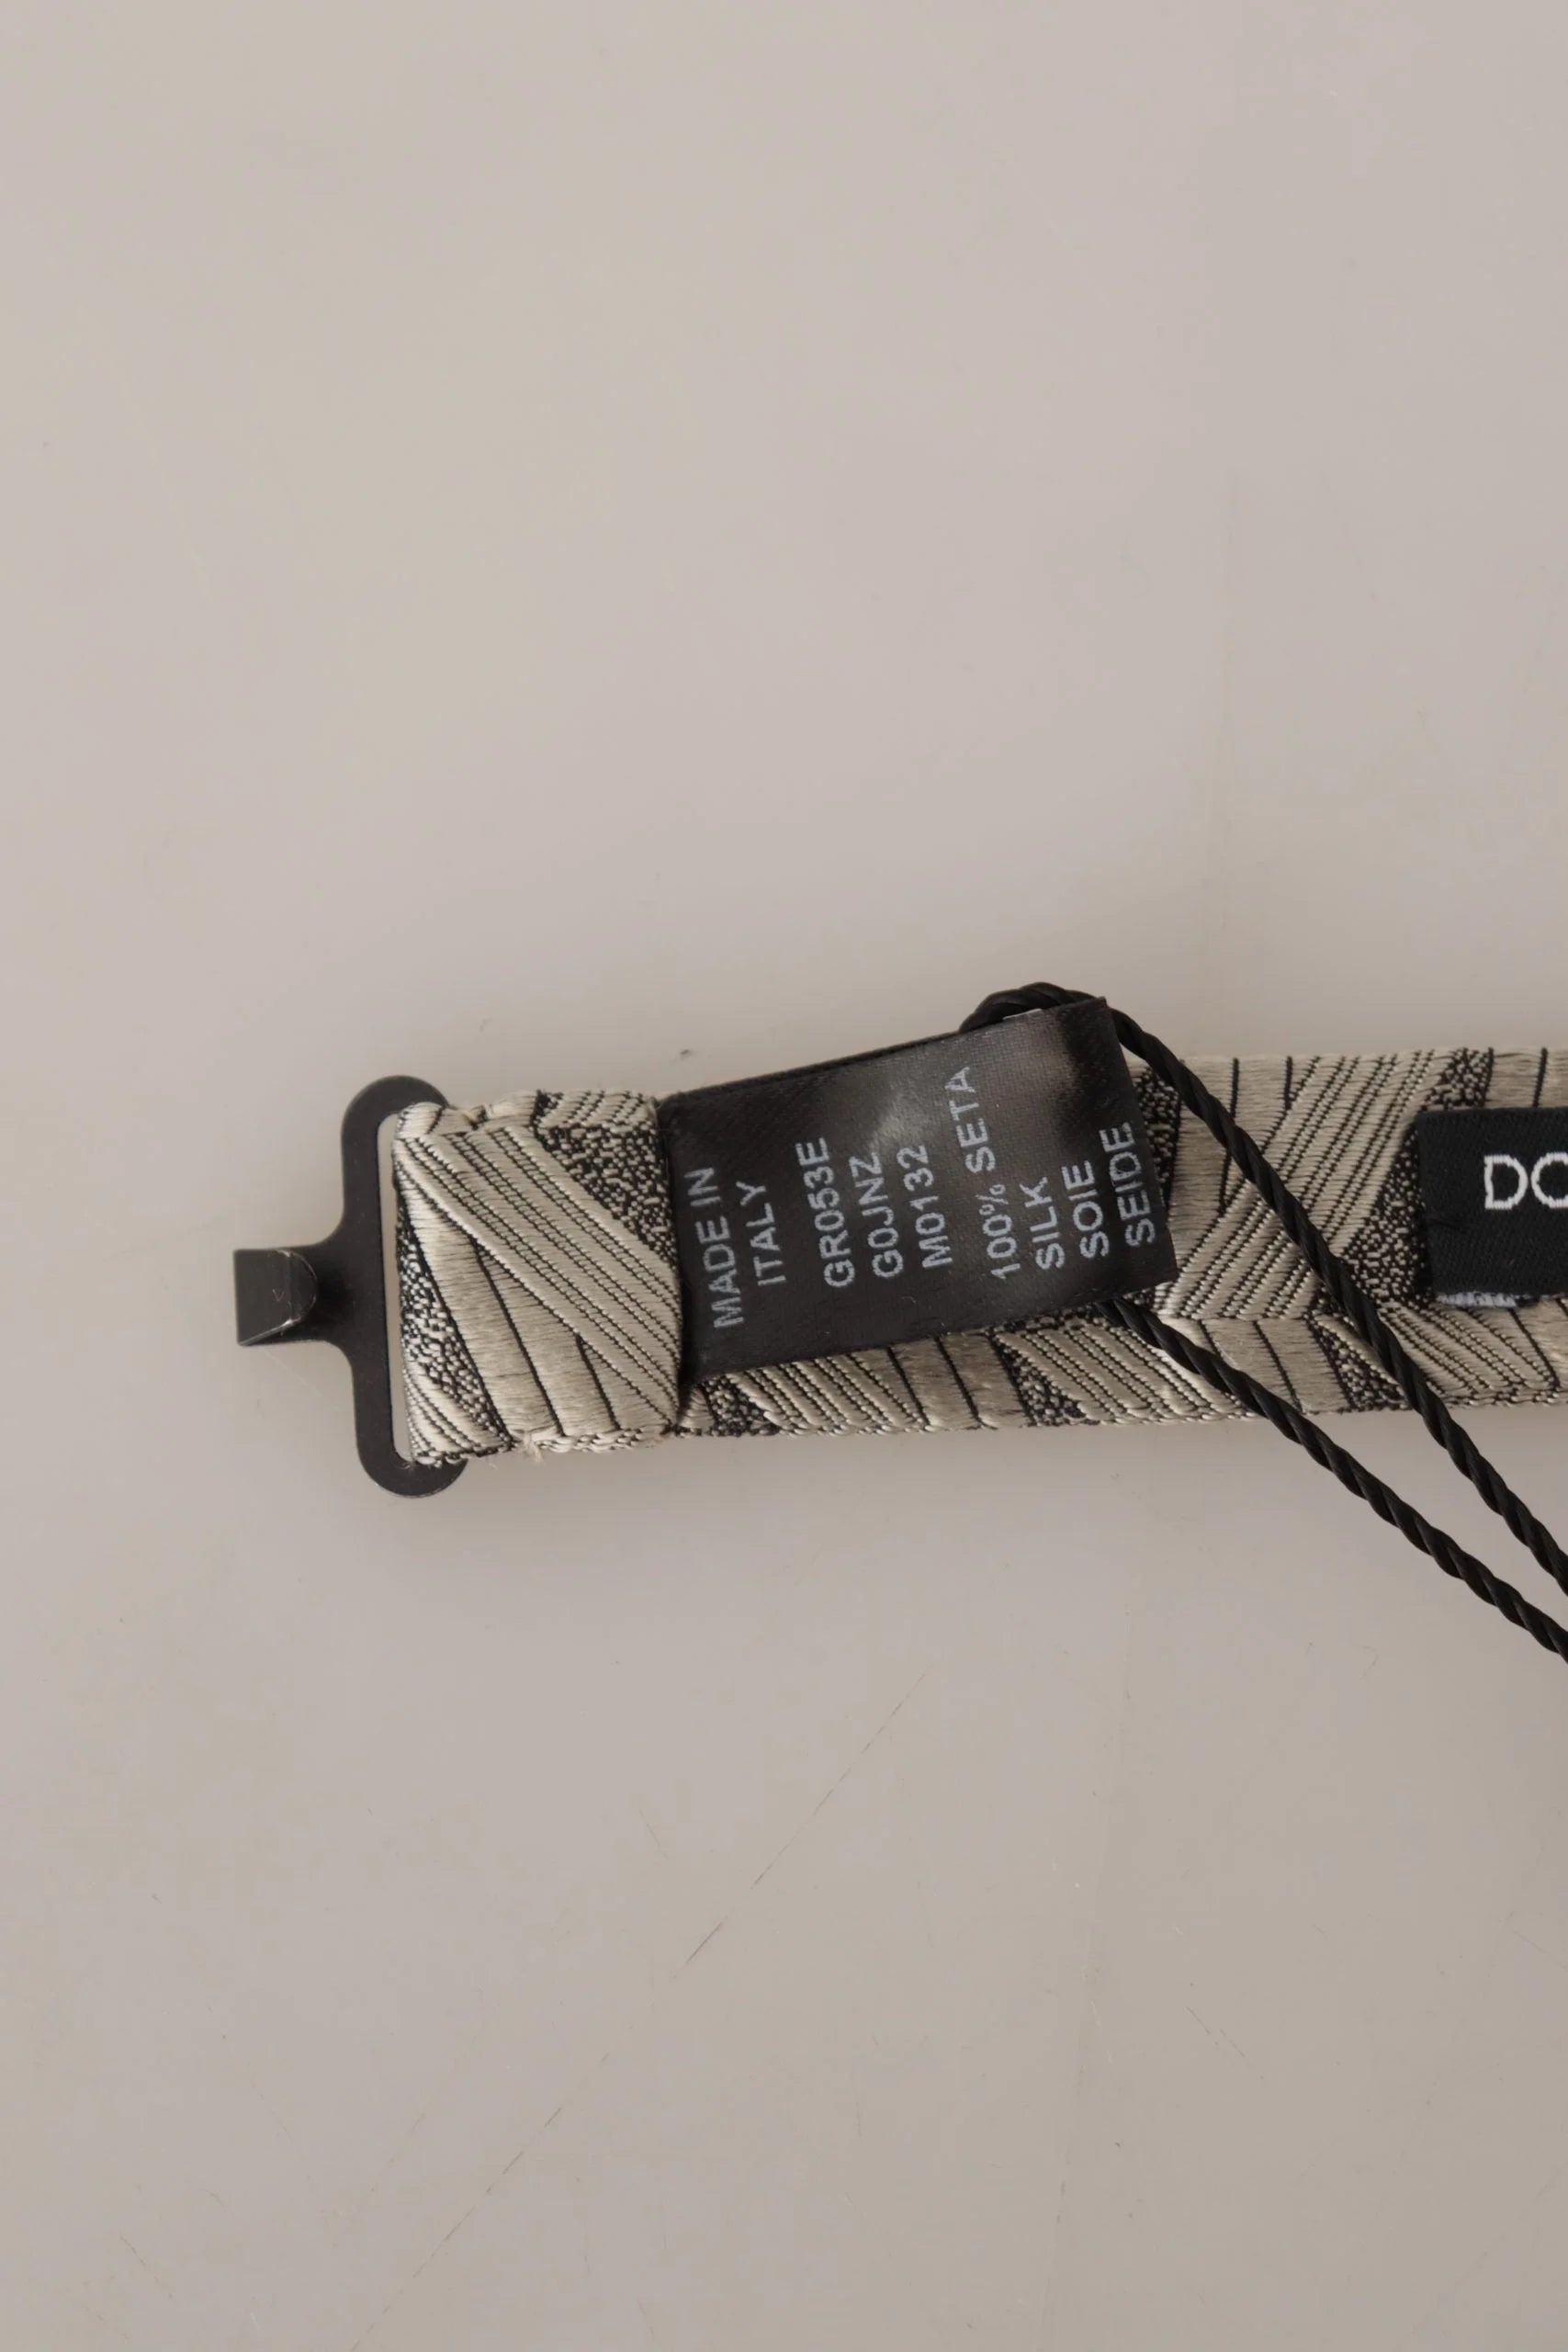 MADE IN
ITALY
GR053E
G0JNZ
M0132
100% SETA
SILK
SOIE
SEIDE
DO